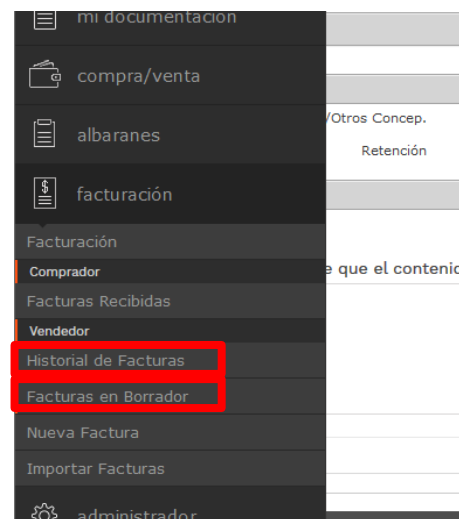 mi documentación
compra/venta
/Otros Concep.
albaranes
Retención
facturación
Facturación
Comprador
e que el contenid
Facturas Recibidas
Vendedor
Historial de Facturas
Facturas en Borrador
Nueva Factura
Importar Facturas
administrador